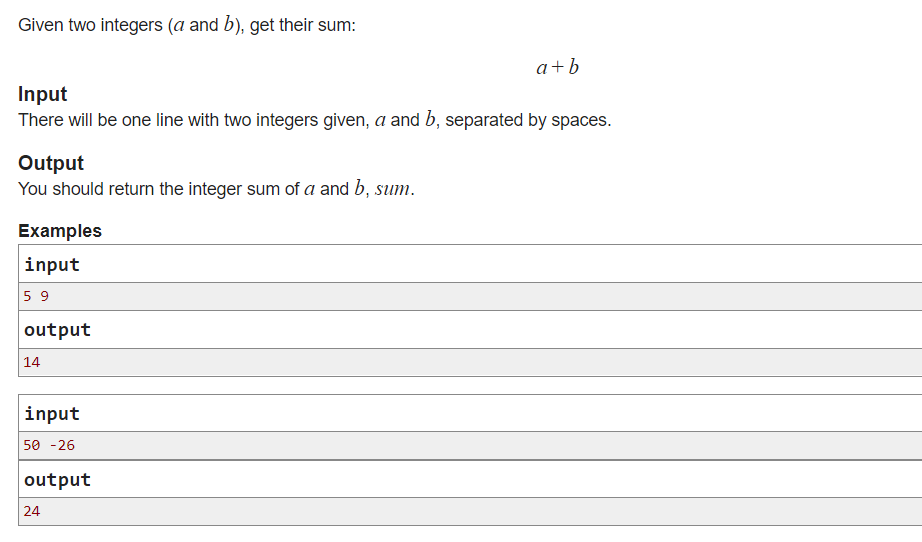 Given two integers (a and b), get their sum:
a + b
Input
There will be one line with two integers given, a and b, separated by spaces.
Output
You should return the integer sum of a and b, sum.
Examples
input
5 9
output
14
input
50 -26
output
24